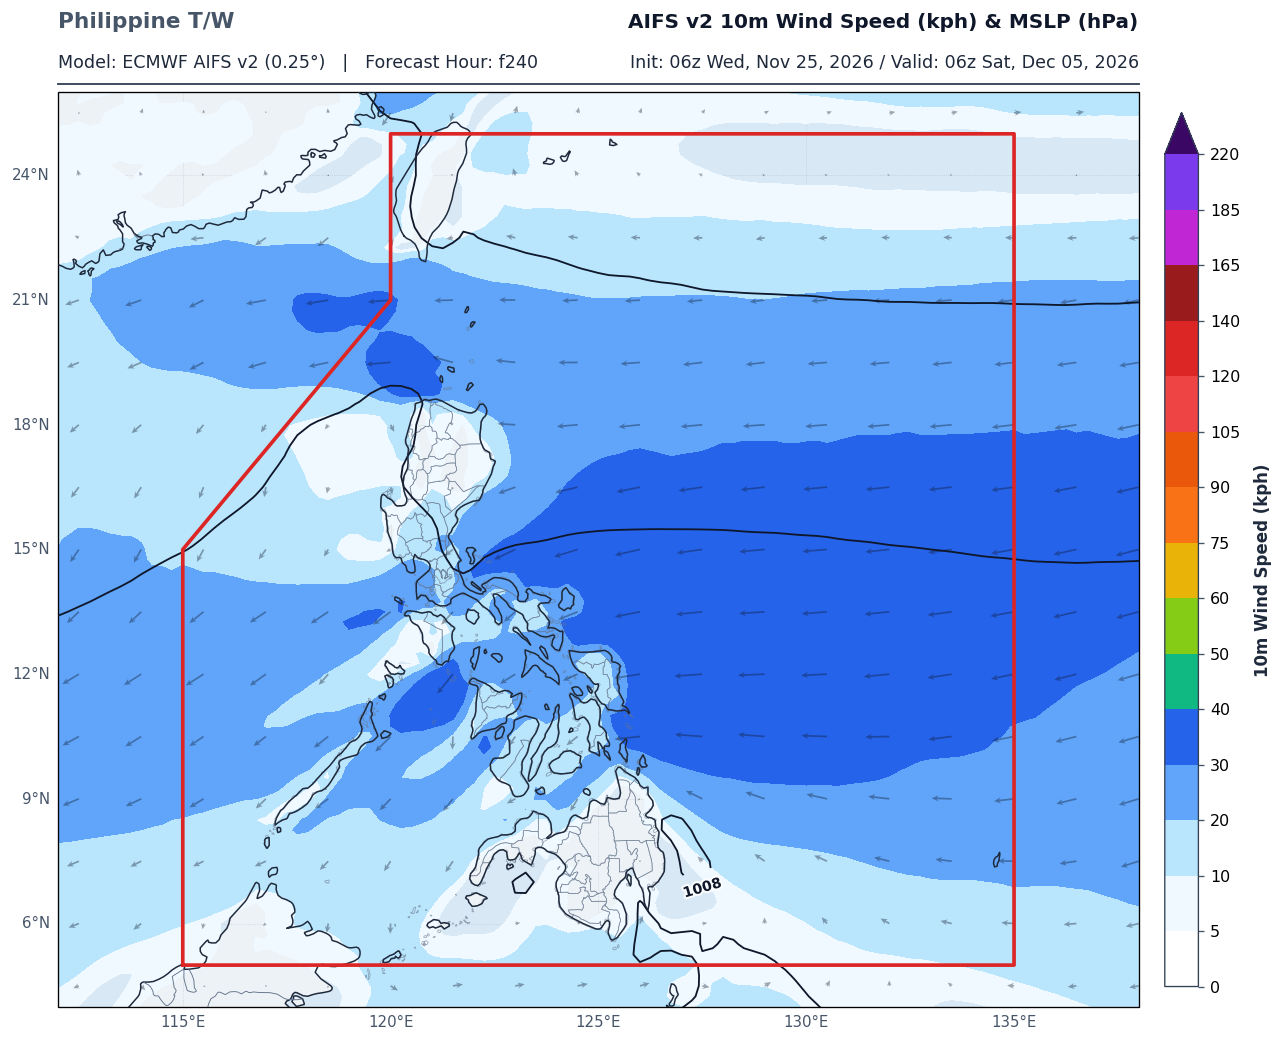 Philippine T/W
AIFS v2 10m Wind Speed (kph) & MSLP (hPa)
Model: ECMWF AIFS v2 (0.25°) | Forecast Hour: f240
Init: 06z Wed, Nov 25, 2026 / Valid: 06z Sat, Dec 05, 2026
24°N
21°N
18°N
15°N
12°N
9°N
6°N
115°E
120°E
125°E
130°E
135°E
1008
220
185
165
140
120
105
90
75
60
50
40
30
20
10
5
0
10m Wind Speed (kph)